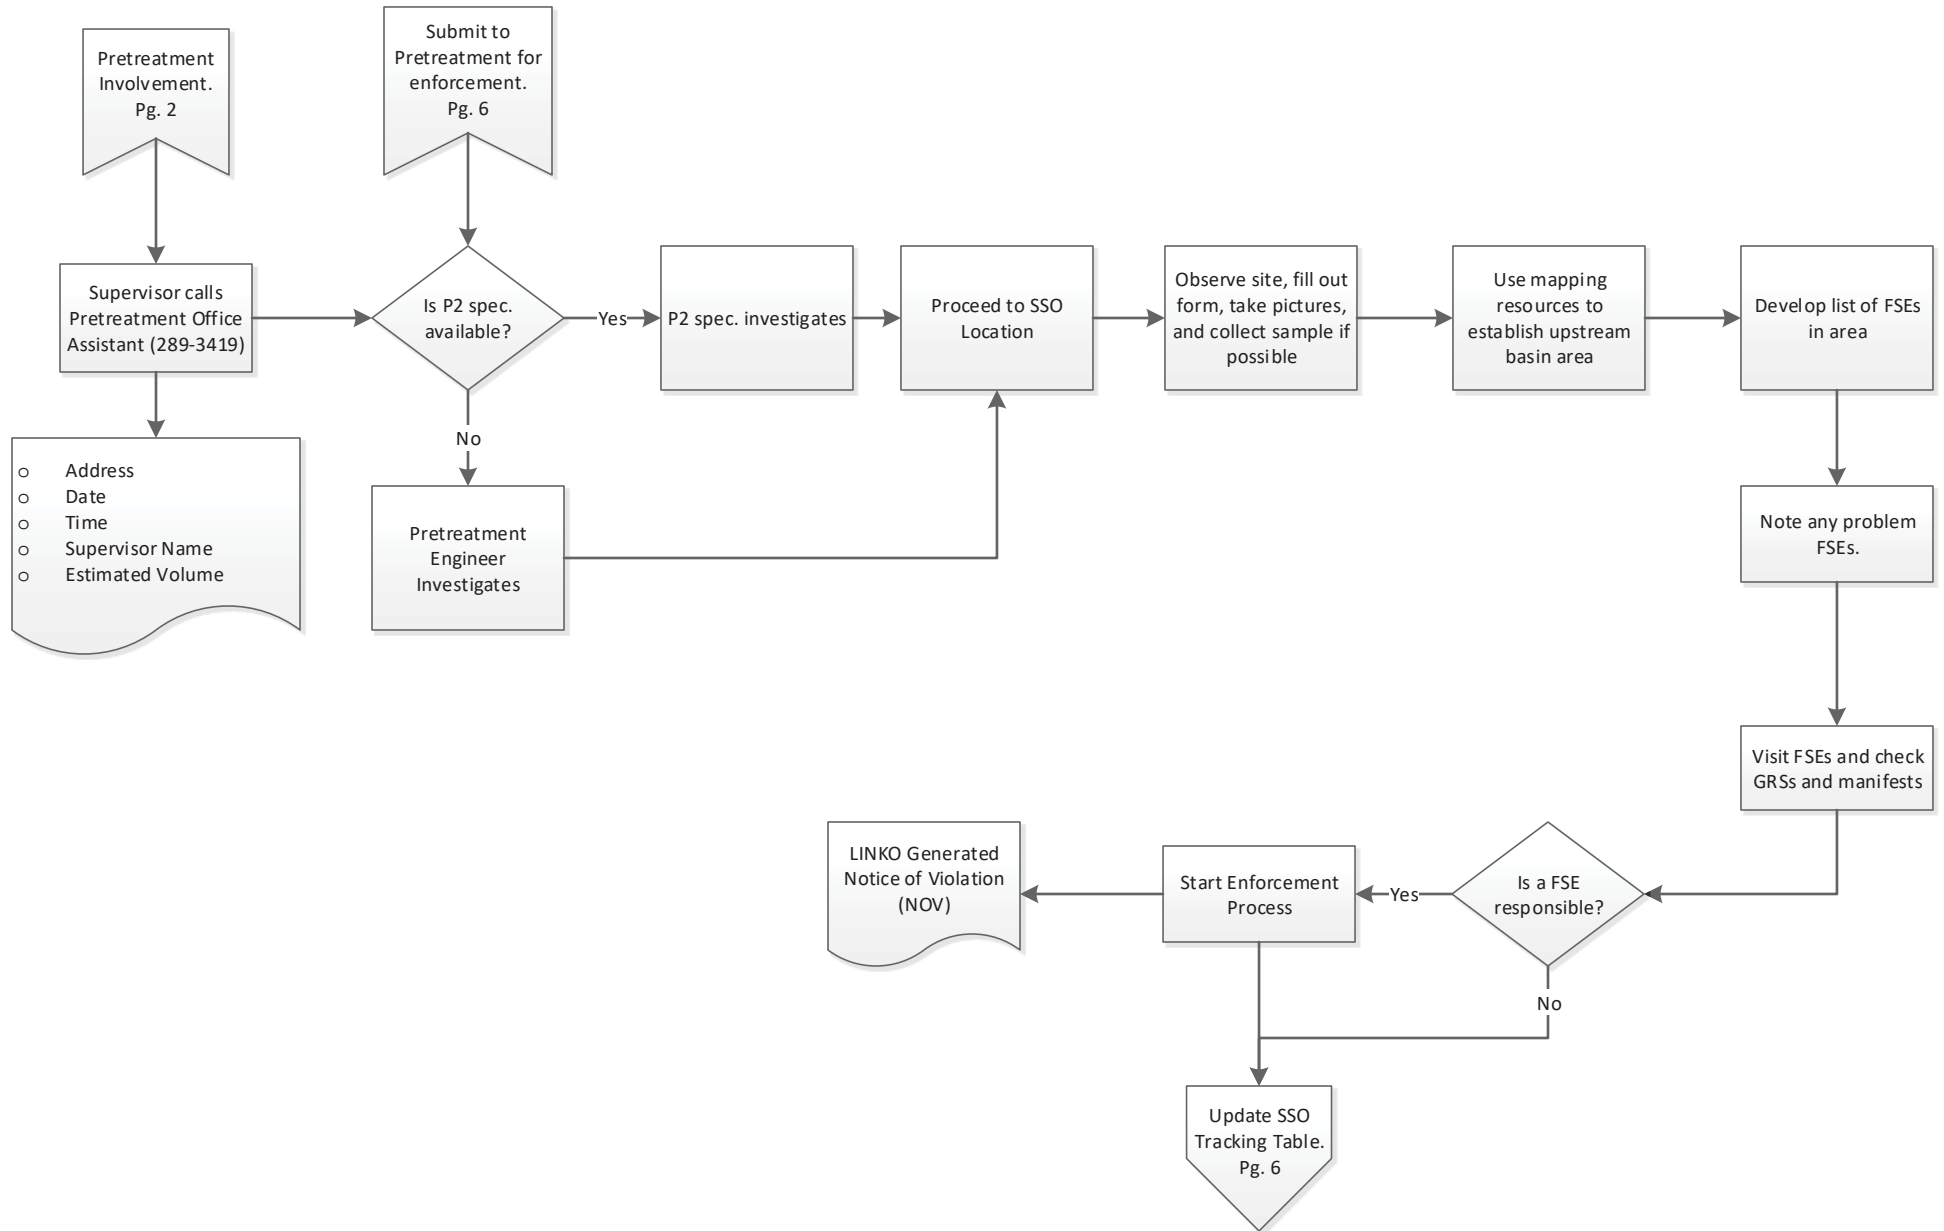 Pretreatment
Involvement.
Pg. 2
Submit to
Pretreatment for
enforcement.
Pg. 6
Supervisor calls
Pretreatment Office
Assistant (289-3419)
Is P2 spec.
available?
Yes
P2 spec. investigates
Proceed to SSO
Location
Observe site, fill out
form, take pictures,
and collect sample if
possible
Use mapping
resources to
establish upstream
basin area
Develop list of FSEs
in area
No
o Address
o Date
o Time
o Supervisor Name
o Estimated Volume
Pretreatment
Engineer
Investigates
Note any problem
FSEs.
Visit FSEs and check
GRSs and manifests
LINKO Generated
Notice of Violation
(NOV)
Start Enforcement
Process
Yes
Is a FSE
responsible?
No
Update SSO
Tracking Table.
Pg. 6